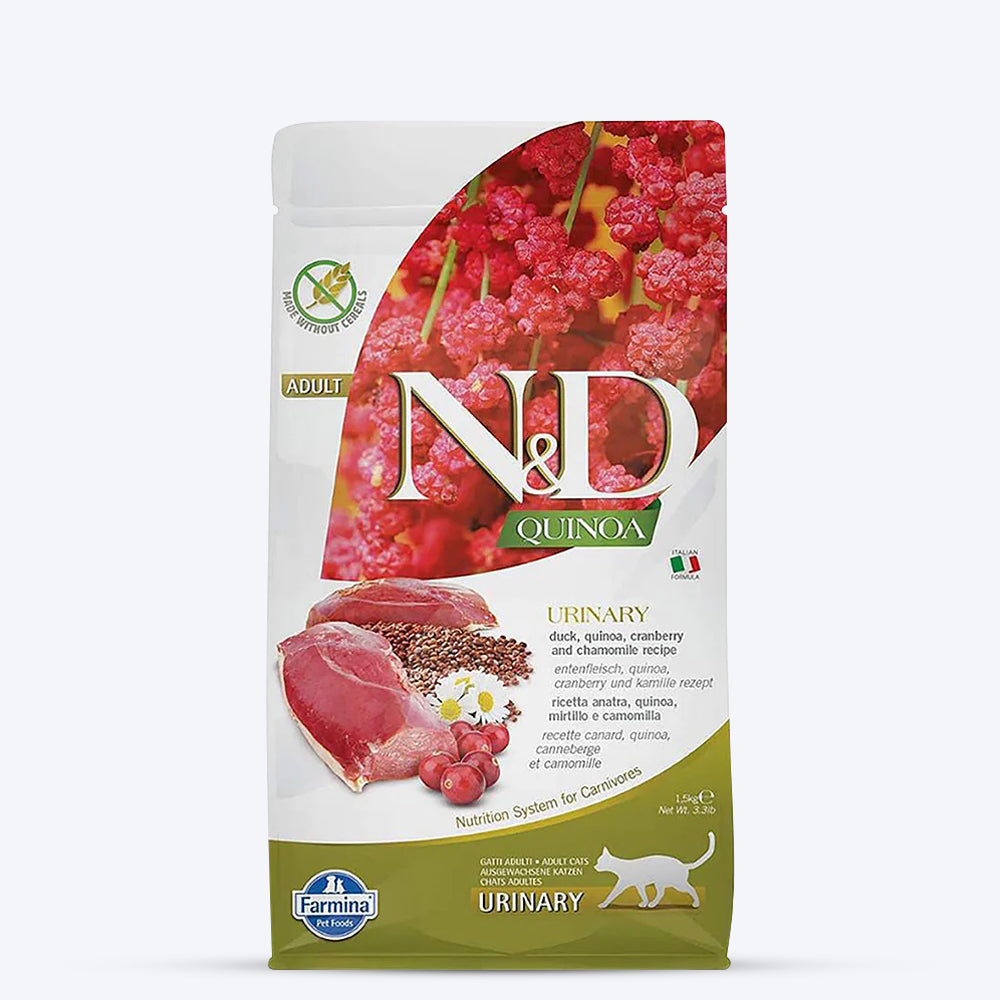 MADE WITHOUT CEREALS
ADULT
N&D
QUINOA
ITALIAN
FORMULA
URINARY
duck, quinoa, cranberry
and chamomile recipe
entenfleisch, quinoa,
cranberry und kamille rezept
ricetta anatra, quinoa,
mirtillo e camomilla
recette canard, quinoa,
canneberge
et camomille
Nutrition System for Carnivores
1,5kg℮
Net Wt. 3.3lb
GATTI ADULTI • ADULT CATS
AUSGEWACHSENE KATZEN
CHATS ADULTES
URINARY
Farmina
Pet Foods